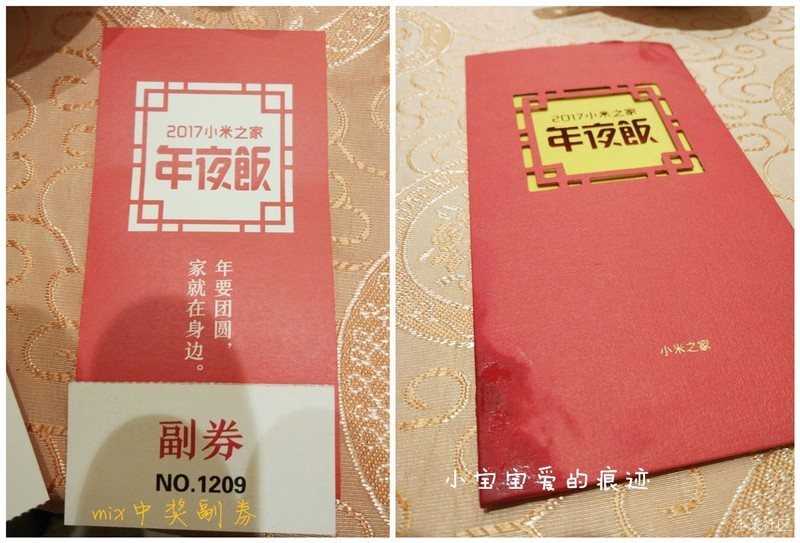 2017小米之家
年夜飯
年要团圆，
家就在身边。
副券
NO.1209
mix中奖副券
2017小米之家
年夜飯
小米之家
小宝宝爱的痕迹